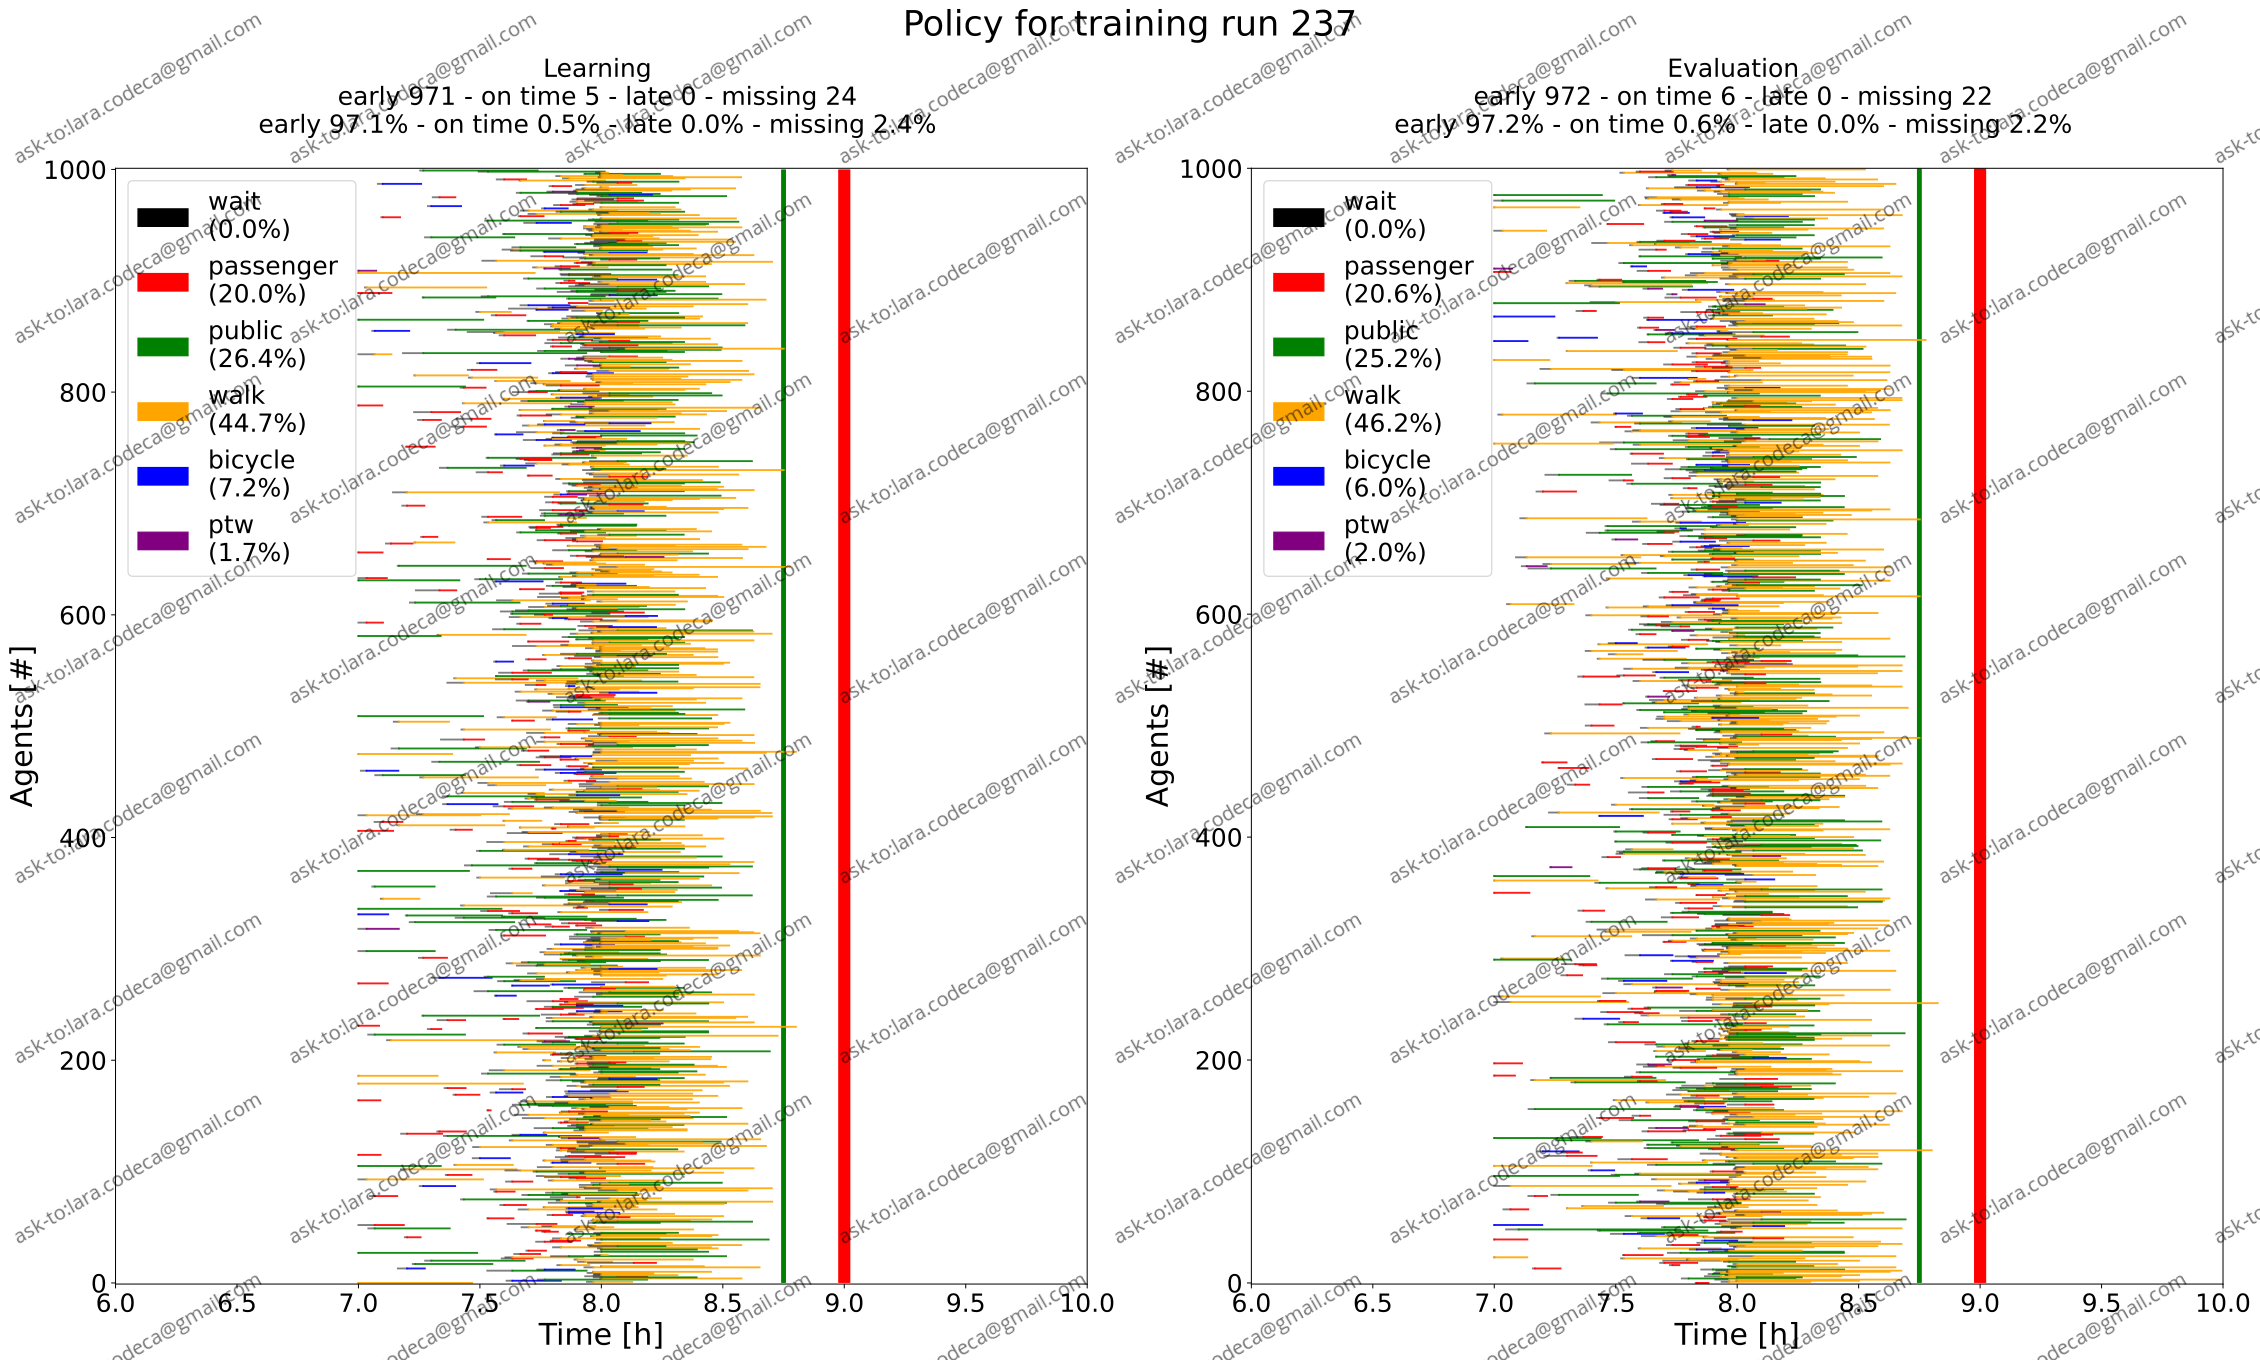 Policy for training run 237
Learning
early 971 - on time 5 - late 0 - missing 24
early 97.1% - on time 0.5% - late 0.0% - missing 2.4%
1000
800
600
400
200
0
Agents [#]
wait
(0.0%)
passenger
(20.0%)
public
(26.4%)
walk
(44.7%)
bicycle
(7.2%)
ptw
(1.7%)
6.0 6.5 7.0 7.5 8.0 8.5 9.0 9.5 10.0
Time [h]
Evaluation
early 972 - on time 6 - late 0 - missing 22
early 97.2% - on time 0.6% - late 0.0% - missing 2.2%
1000
800
600
400
200
0
Agents [#]
wait
(0.0%)
passenger
(20.6%)
public
(25.2%)
walk
(46.2%)
bicycle
(6.0%)
ptw
(2.0%)
6.0 6.5 7.0 7.5 8.0 8.5 9.0 9.5 10.0
Time [h]
ask-to:lara.codeca@gmail.com